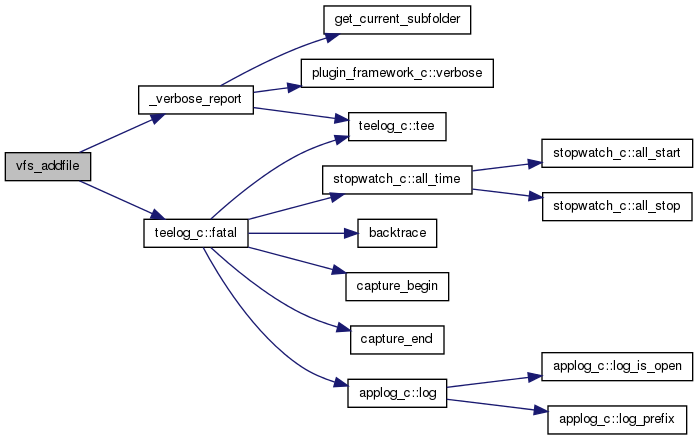 get_current_subfolder
plugin_framework_c::verbose
_verbose_report
teelog_c::tee
vfs_addfile
stopwatch_c::all_start
stopwatch_c::all_time
stopwatch_c::all_stop
teelog_c::fatal
backtrace
capture_begin
capture_end
applog_c::log_is_open
applog_c::log
applog_c::log_prefix